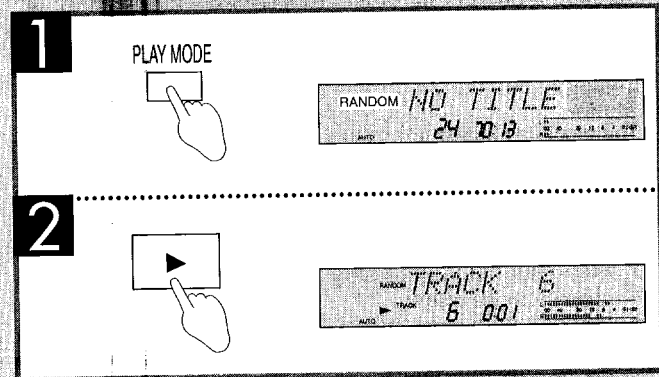 1
PLAY MODE
RANDOM NO TITLE
AUTO 24 70:13
2
RANDOM TRACK 6
TRACK 6 0:01
AUTO